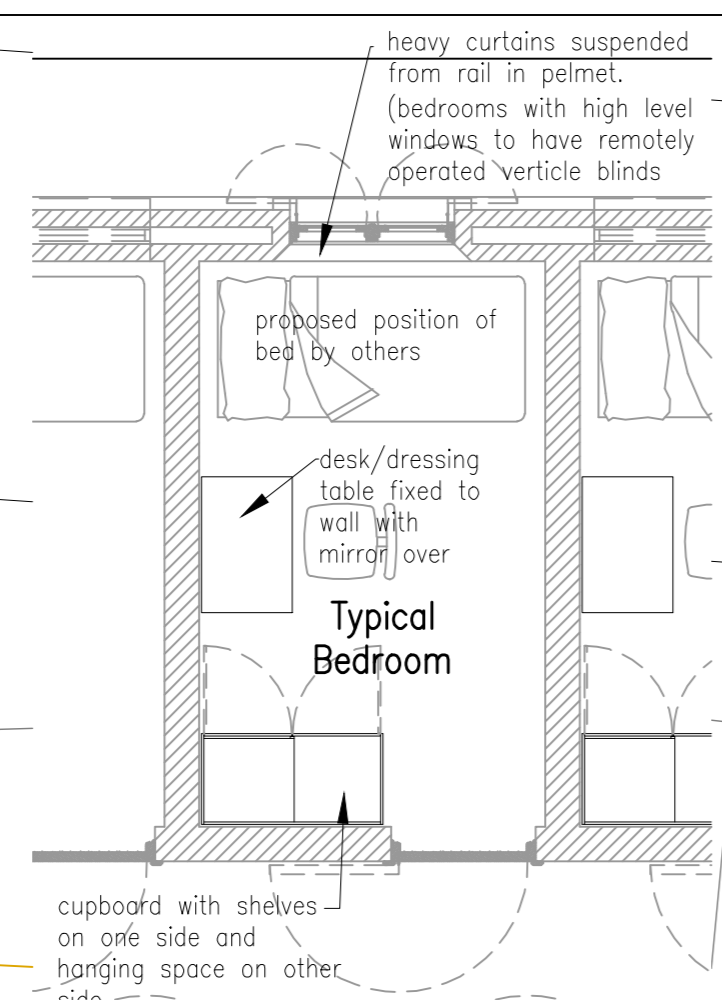 heavy curtains suspended
from rail in pelmet.
(bedrooms with high level
windows to have remotely
operated verticle blinds
proposed position of
bed by others
desk/dressing
table fixed to
wall with
mirror over
Typical
Bedroom
cupboard with shelves
on one side and
hanging space on other
side